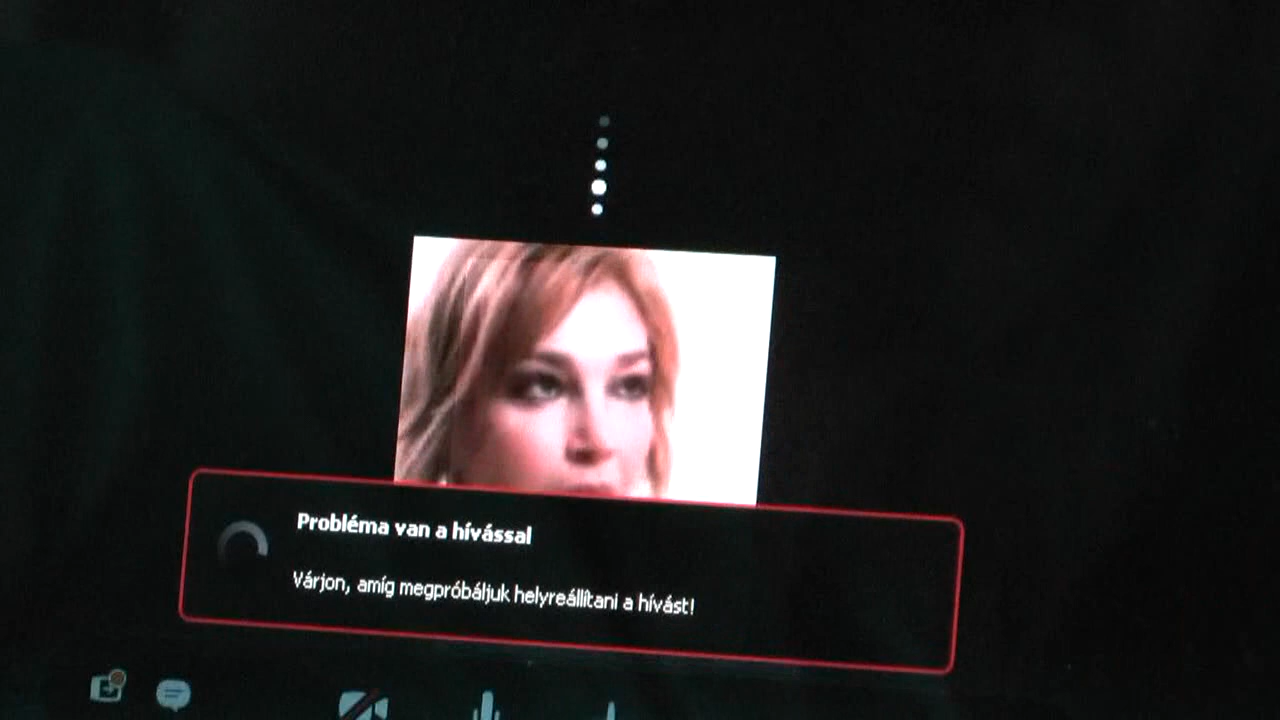 Probléma van a hívással
Várjon, amíg megpróbáljuk helyreállítani a hívást!